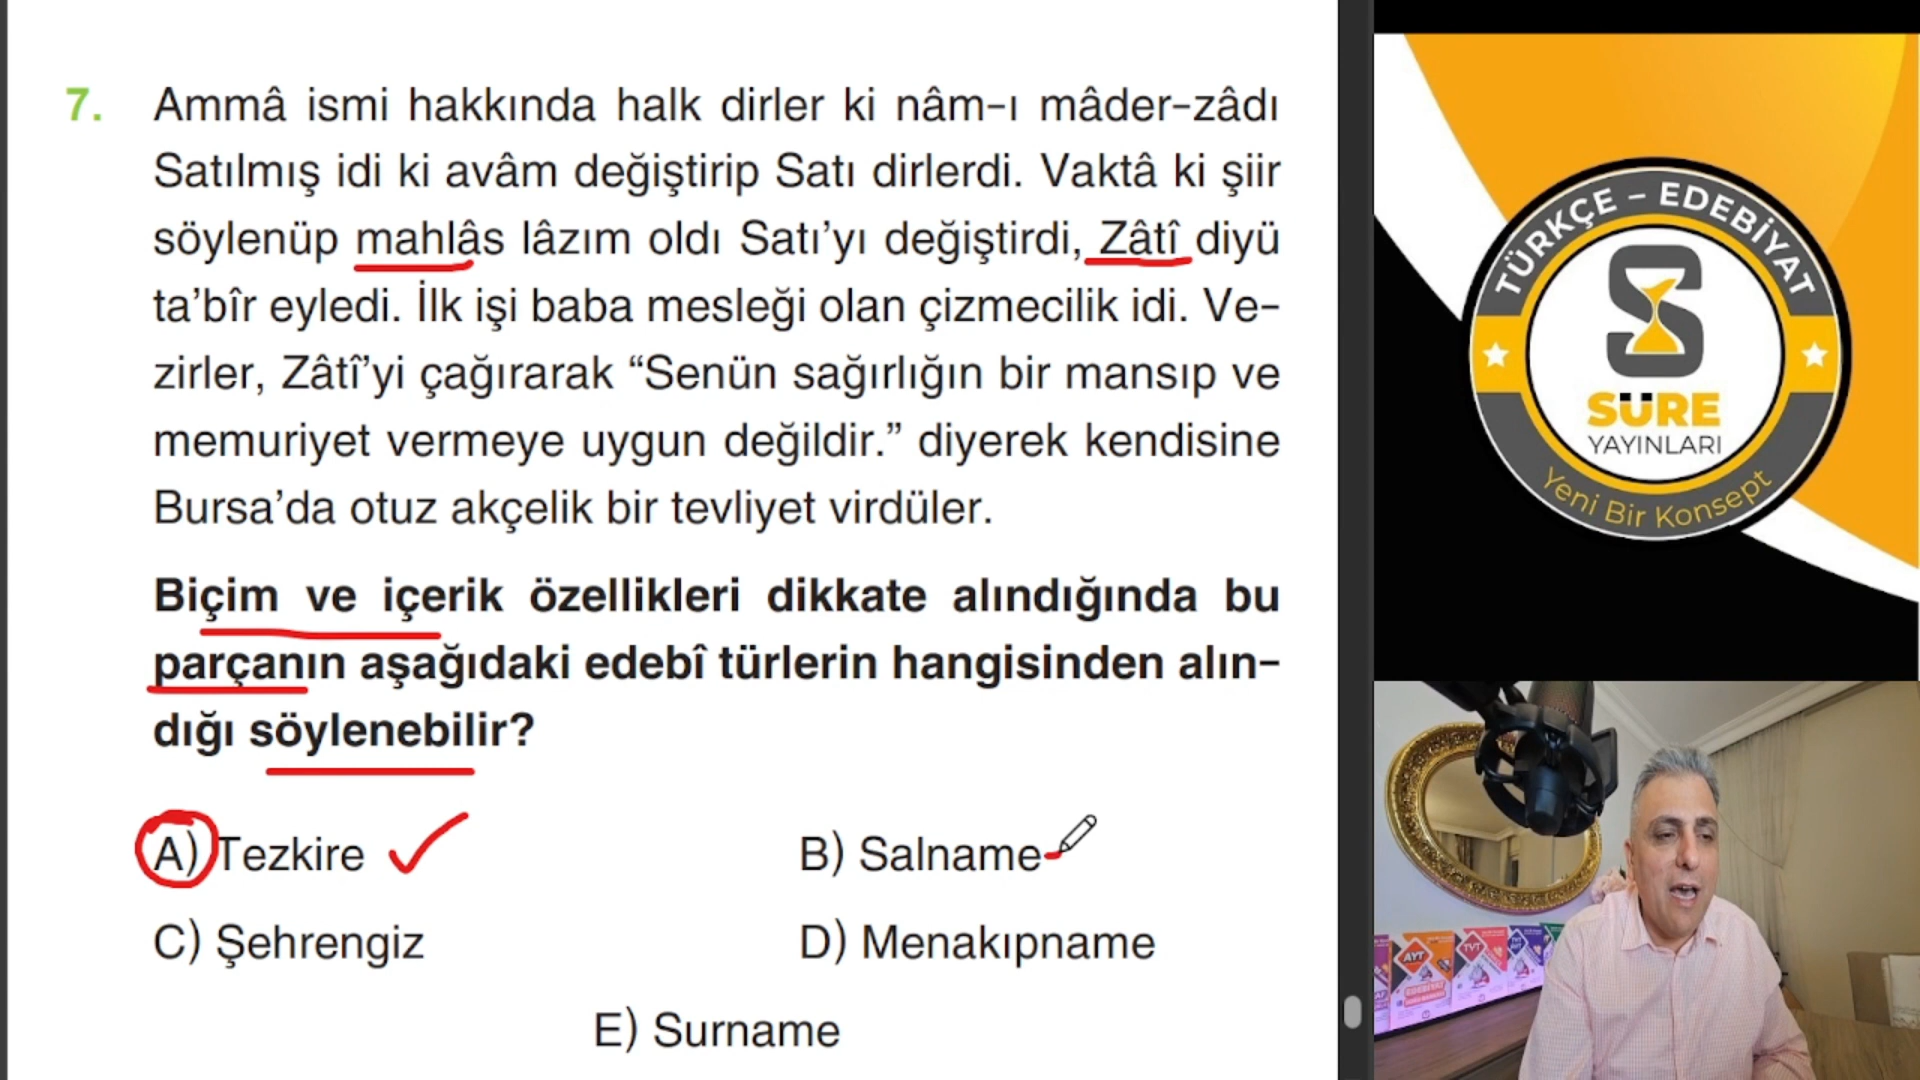 7. Ammâ ismi hakkında halk dirler ki nâm-ı mâder-zâdı
Satılmış idi ki avâm değiştirip Satı dirlerdi. Vaktâ ki şiir
söylenüp mahlâs lâzım oldı Satı’yı değiştirdi, Zâtî diyü
ta’bîr eyledi. İlk işi baba mesleği olan çizmecilik idi. Ve-
zirler, Zâtî’yi çağırarak “Senün sağırlığın bir mansıp ve
memuriyet vermeye uygun değildir.” diyerek kendisine
Bursa’da otuz akçelik bir tevliyet virdüler.
Biçim ve içerik özellikleri dikkate alındığında bu
parçanın aşağıdaki edebî türlerin hangisinden alın-
dığı söylenebilir?
A) Tezkire
B) Salname
C) Şehrengiz
D) Menakıpname
E) Surname
TÜRKÇE – EDEBİYAT
SÜRE
YAYINLARI
Yeni Bir Konsept
AYT
TYT